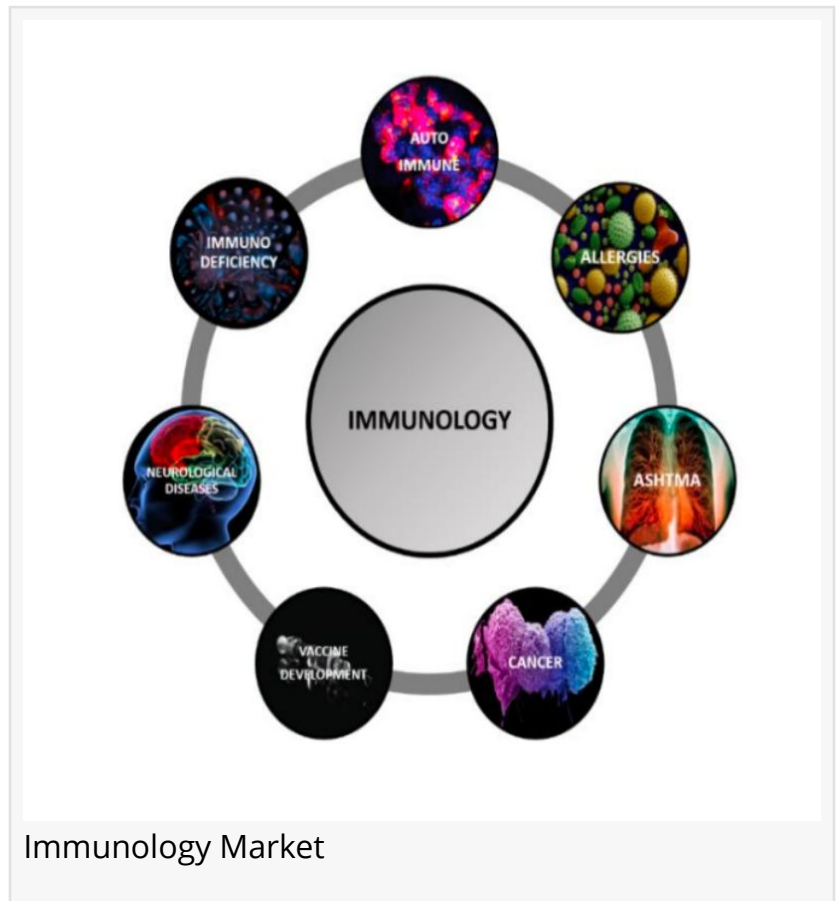 AUTO
IMMUNE
IMMUNO
DEFICIENCY
ALLERGIES
IMMUNOLOGY
NEUROLOGICAL
DISEASES
ASHTMA
VACCINE
DEVELOPMENT
CANCER
Immunology Market